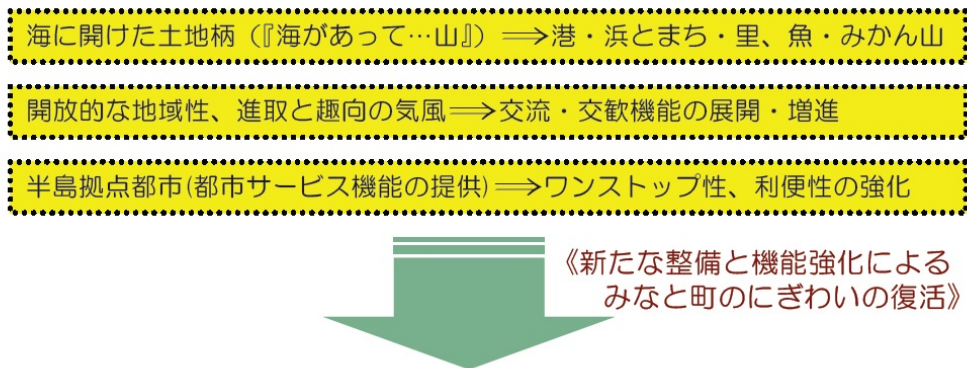 海に開けた土地柄（『海があって…山』）⟹港・浜とまち・里、魚・みかん山
開放的な地域性、進取と趣向の気風⟹交流・交歓機能の展開・増進
半島拠点都市(都市サービス機能の提供)⟹ワンストップ性、利便性の強化
《新たな整備と機能強化による
みなと町のにぎわいの復活》